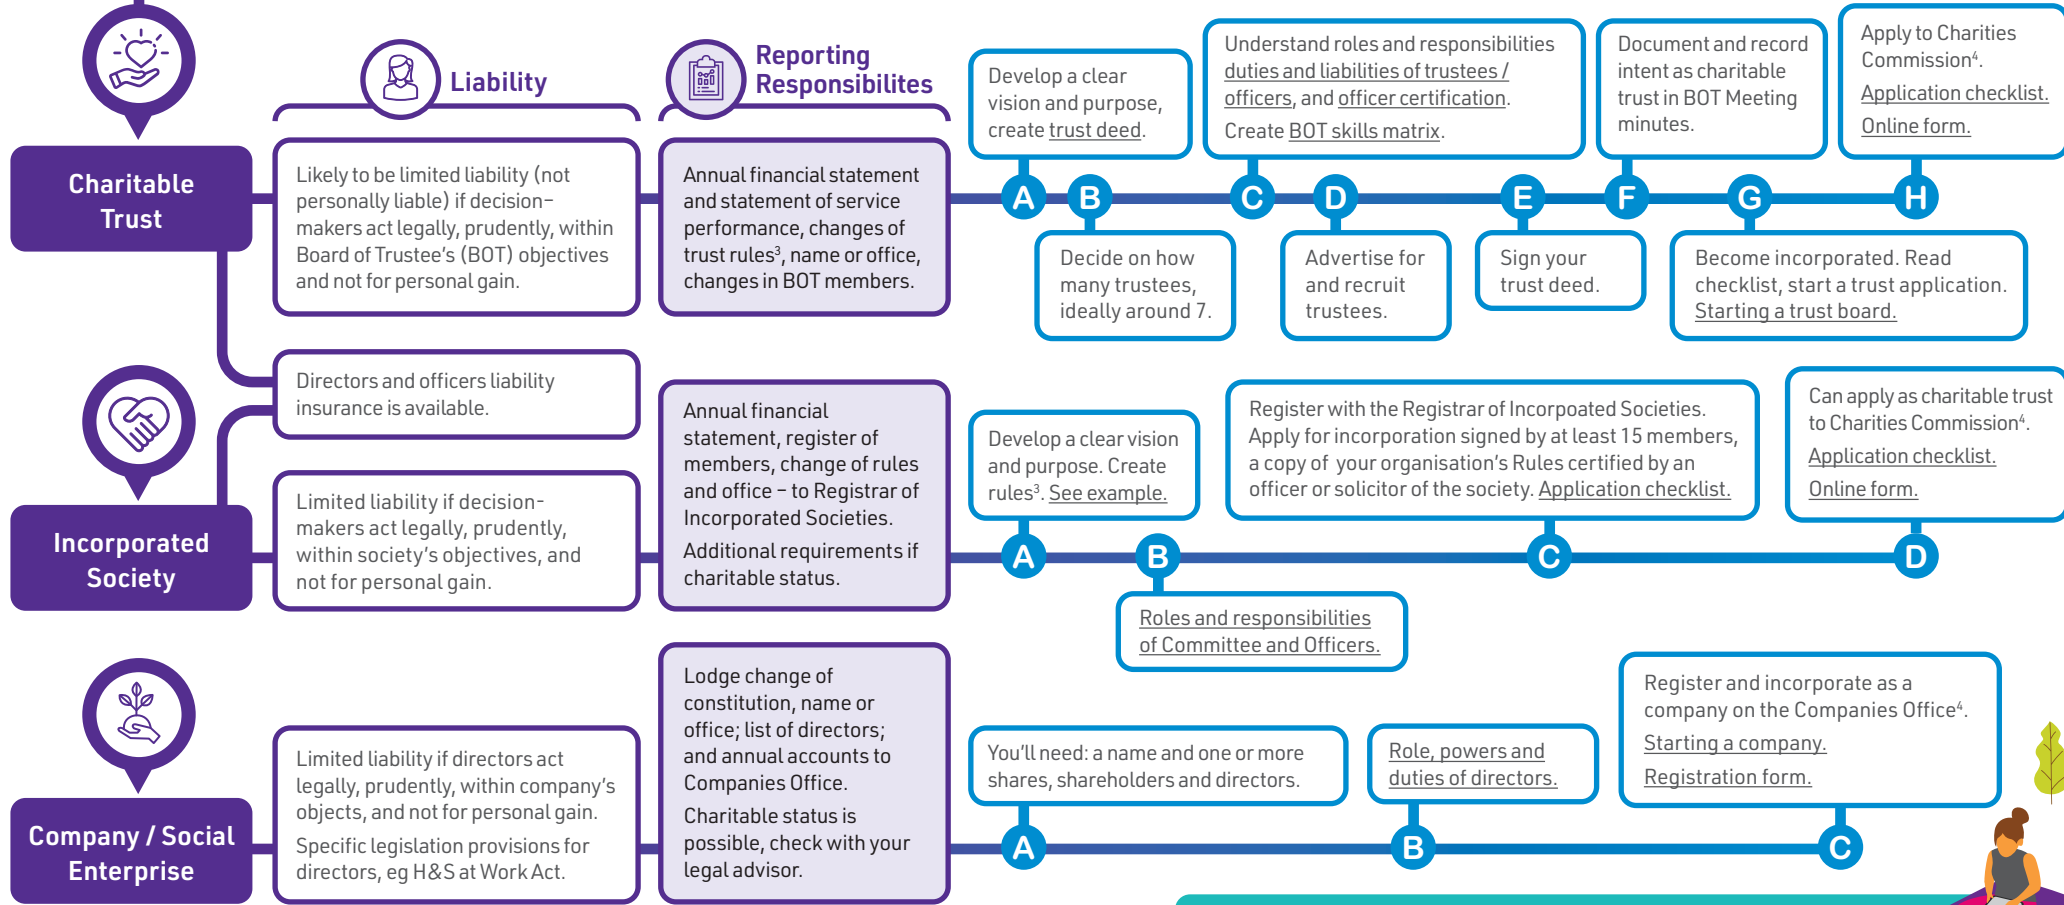 Liability
Reporting
Responsibilites
Charitable
Trust
Likely to be limited liability (not
personally liable) if decision–
makers act legally, prudently, within
Board of Trustee's (BOT) objectives
and not for personal gain.
Annual financial statement
and statement of service
performance, changes of
trust rules³, name or office,
changes in BOT members.
Develop a clear
vision and purpose,
create trust deed.
Understand roles and responsibilities
duties and liabilities of trustees /
officers, and officer certification.
Create BOT skills matrix.
Document and record
intent as charitable
trust in BOT Meeting
minutes.
Apply to Charities
Commission⁴.
Application checklist.
Online form.
A B C D E F G H
Decide on how
many trustees,
ideally around 7.
Advertise for
and recruit
trustees.
Sign your
trust deed.
Become incorporated. Read
checklist, start a trust application.
Starting a trust board.
Directors and officers liability
insurance is available.
Incorporated
Society
Limited liability if decision-
makers act legally, prudently,
within society's objectives, and
not for personal gain.
Annual financial
statement, register of
members, change of rules
and office – to Registrar of
Incorporated Societies.
Additional requirements if
charitable status.
Develop a clear vision
and purpose. Create
rules³. See example.
Register with the Registrar of Incorpoated Societies.
Apply for incorporation signed by at least 15 members,
a copy of your organisation's Rules certified by an
officer or solicitor of the society. Application checklist.
Can apply as charitable trust
to Charities Commission⁴.
Application checklist.
Online form.
A B C D
Roles and responsibilities
of Committee and Officers.
Company / Social
Enterprise
Limited liability if directors act
legally, prudently, within company's
objects, and not for personal gain.
Specific legislation provisions for
directors, eg H&S at Work Act.
Lodge change of
constitution, name or
office; list of directors;
and annual accounts to
Companies Office.
Charitable status is
possible, check with your
legal advisor.
You'll need: a name and one or more
shares, shareholders and directors.
Role, powers and
duties of directors.
Register and incorporate as a
company on the Companies Office⁴.
Starting a company.
Registration form.
A B C